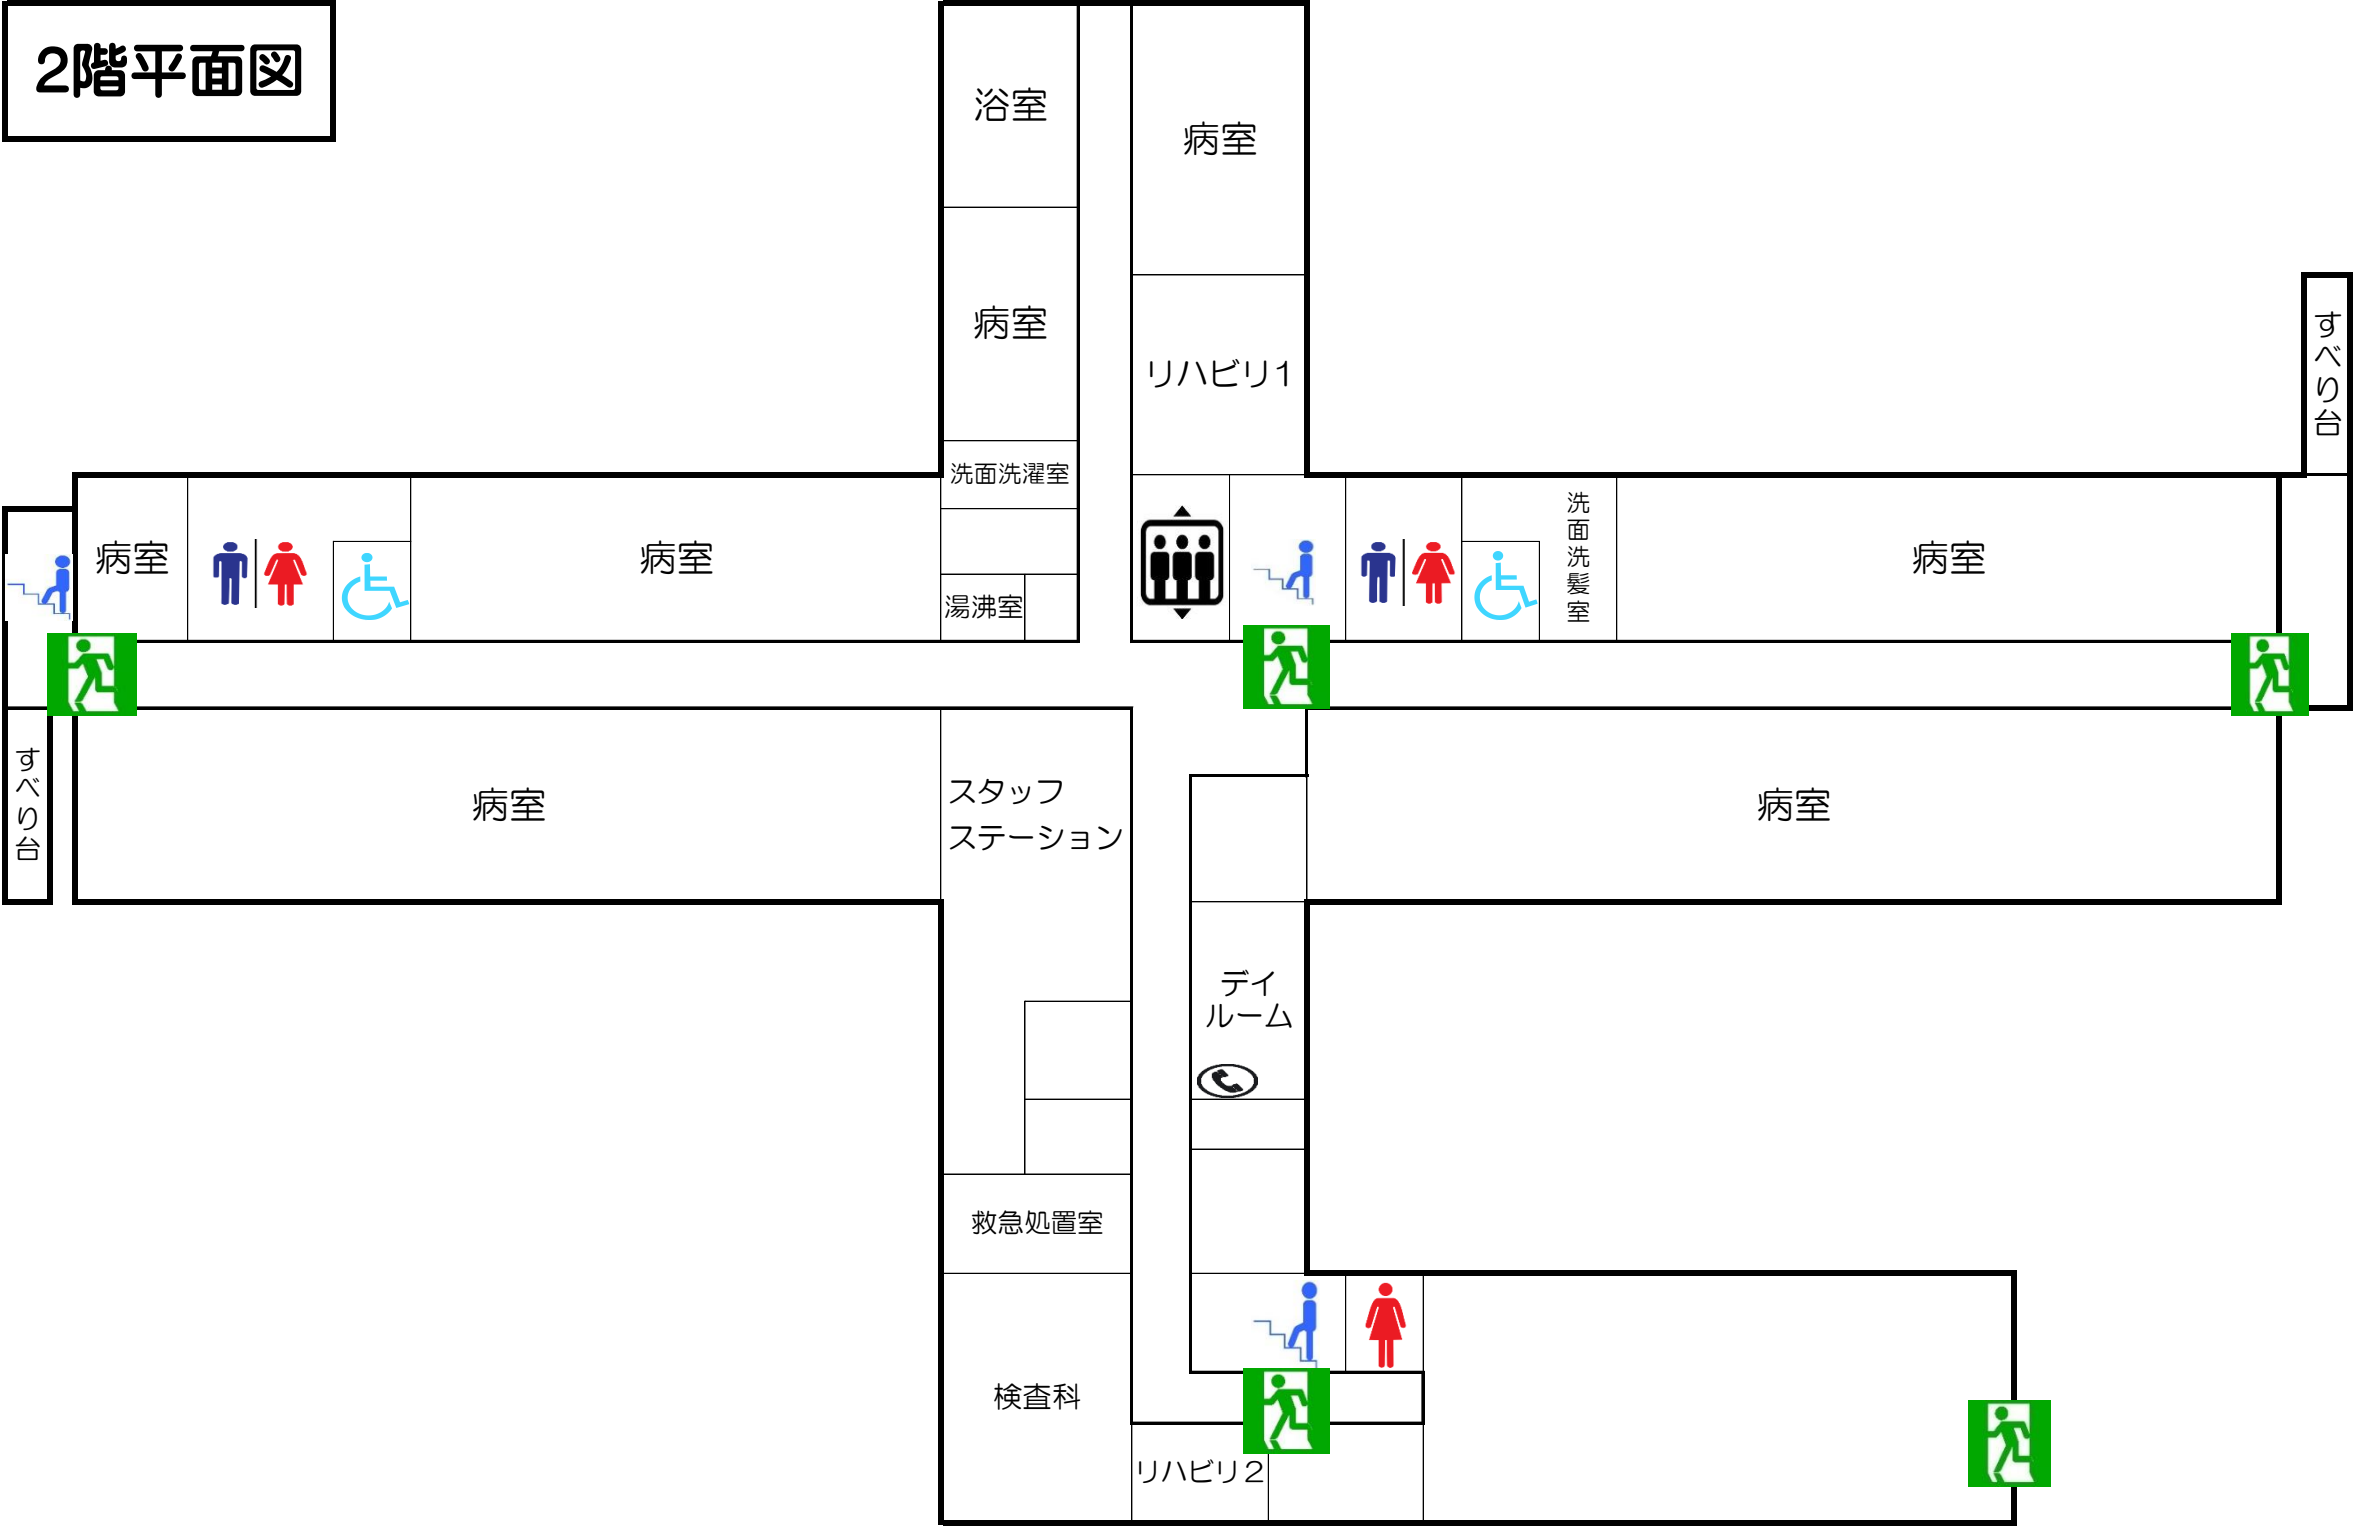 2階平面図
浴室
病室
病室
リハビリ1
すべり台
洗面洗濯室
病室
病室
湯沸室
洗面洗髪室
病室
すべり台
病室
スタッフ
ステーション
病室
デイ
ルーム
救急処置室
検査科
リハビリ2